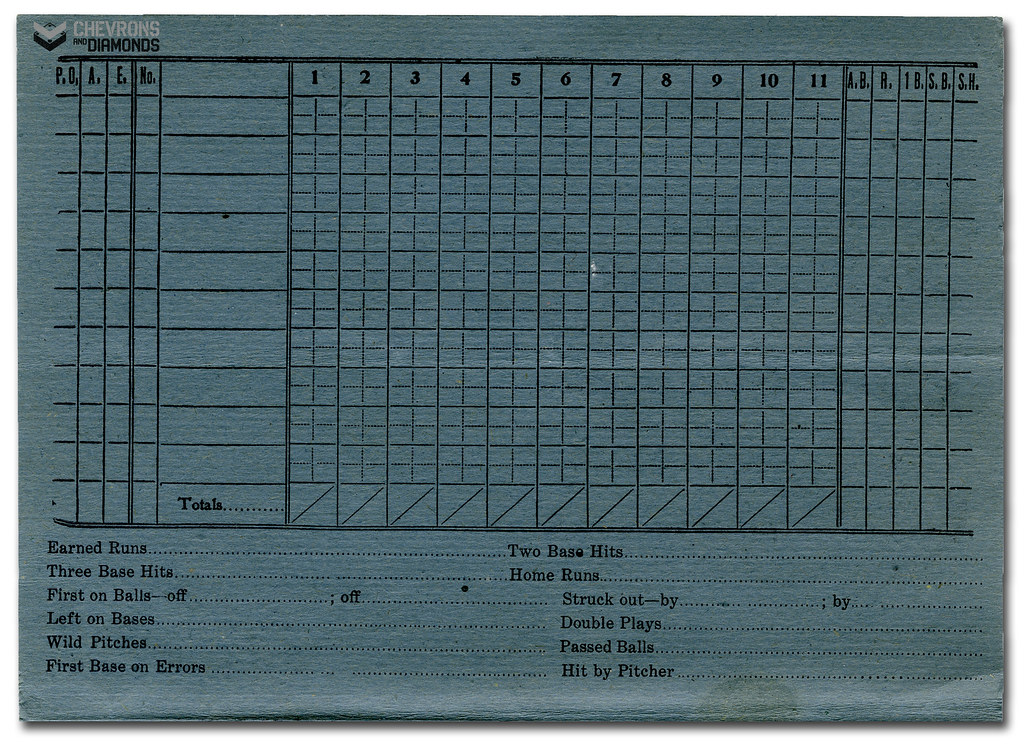 CHEVRONS
AND DIAMONDS
P.O. A. E. No. 1 2 3 4 5 6 7 8 9 10 11 A.B. R. 1 B. S.B. S.H.
Totals
Earned Runs Two Base Hits
Three Base Hits Home Runs
First on Balls—off ; off Struck out—by ; by
Left on Bases Double Plays
Wild Pitches Passed Balls
First Base on Errors Hit by Pitcher